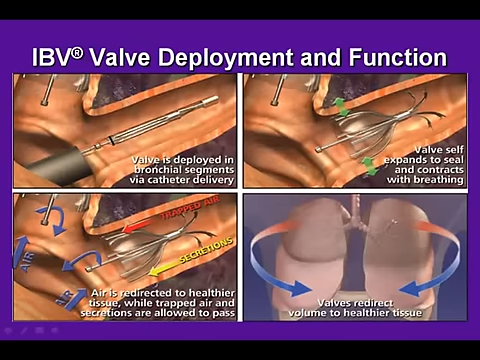 IBV® Valve Deployment and Function
Valve is deployed in
bronchial segments
via catheter delivery
Valve self
expands to seal
and contracts
with breathing
TRAPPED AIR
SECRETIONS
AIR
AIR
Air is redirected to healthier
tissue, while trapped air and
secretions are allowed to pass
Valves redirect
volume to healthier tissue